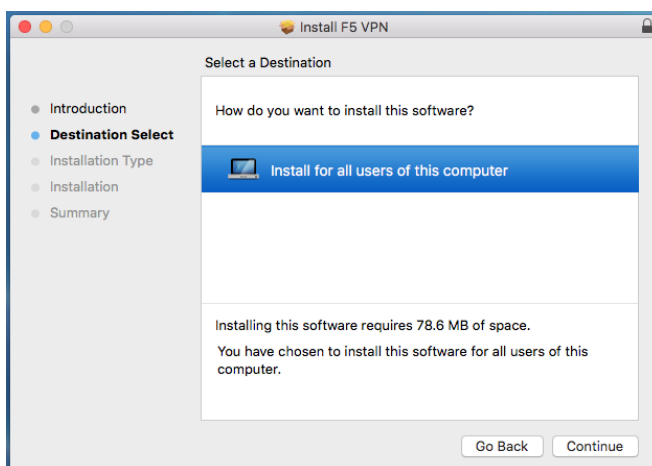 Install F5 VPN
Select a Destination
Introduction
Destination Select
Installation Type
Installation
Summary
How do you want to install this software?
Install for all users of this computer
Installing this software requires 78.6 MB of space.
You have chosen to install this software for all users of this
computer.
Go Back
Continue